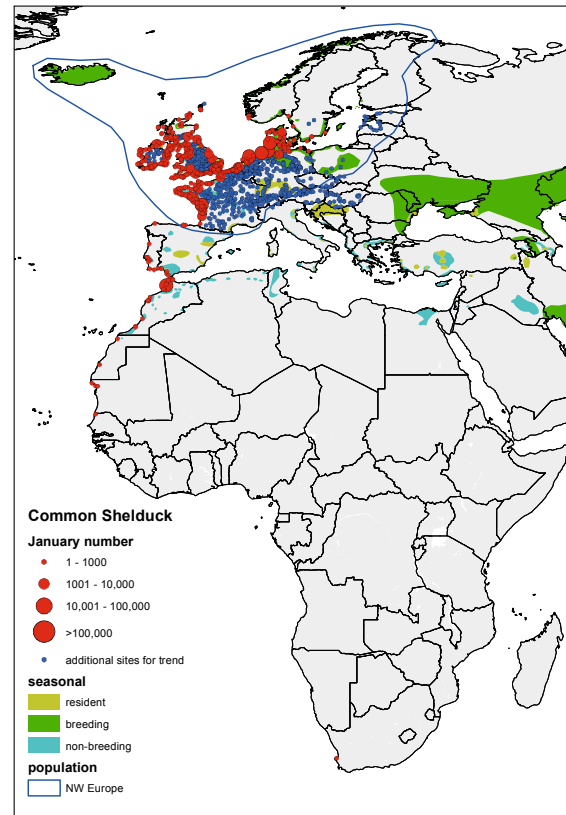 Common Shelduck
January number
1 - 1000
1001 - 10,000
10,001 - 100,000
>100,000
additional sites for trend
seasonal
resident
breeding
non-breeding
population
NW Europe